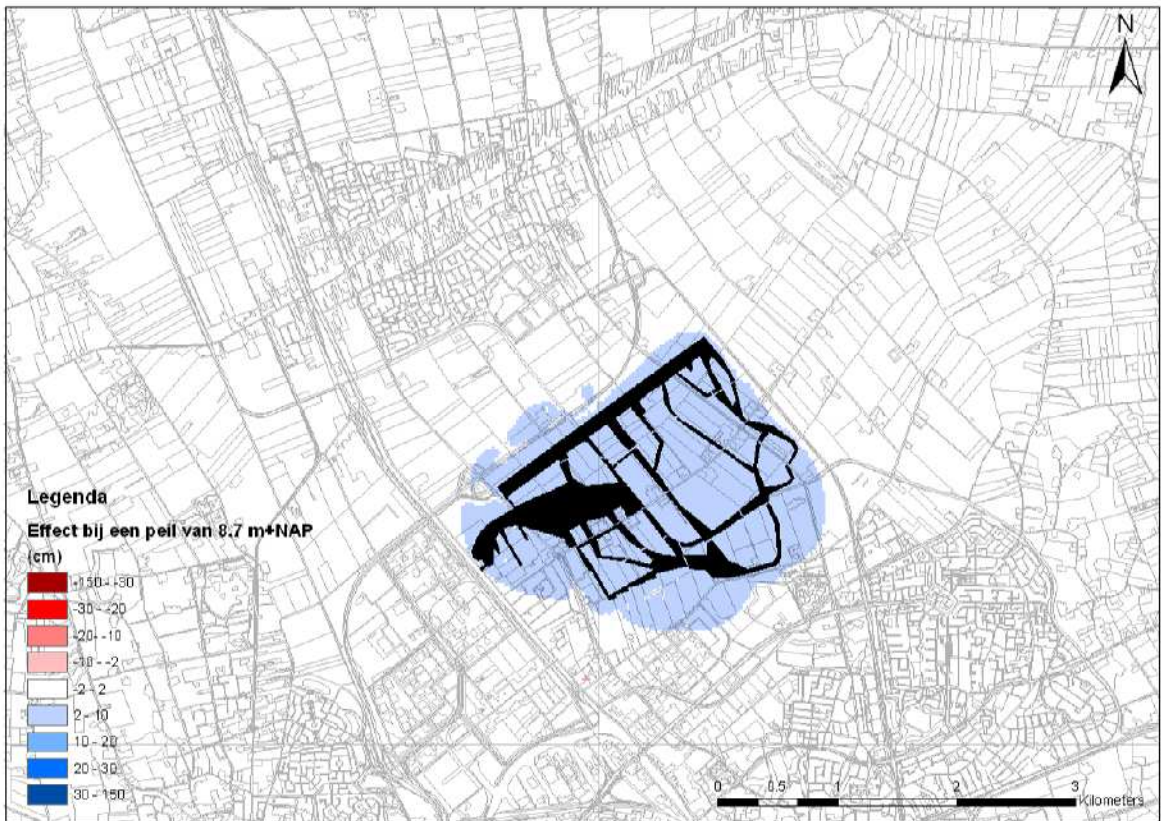 N
Legenda
Effect bij een peil van 8.7 m+NAP
(cm)
-150 - -30
-30 - -20
-20 - -10
-10 - -2
-2 - 2
2 - 10
10 - 20
20 - 30
30 - 150
0 0.5 1 2 3
Kilometers